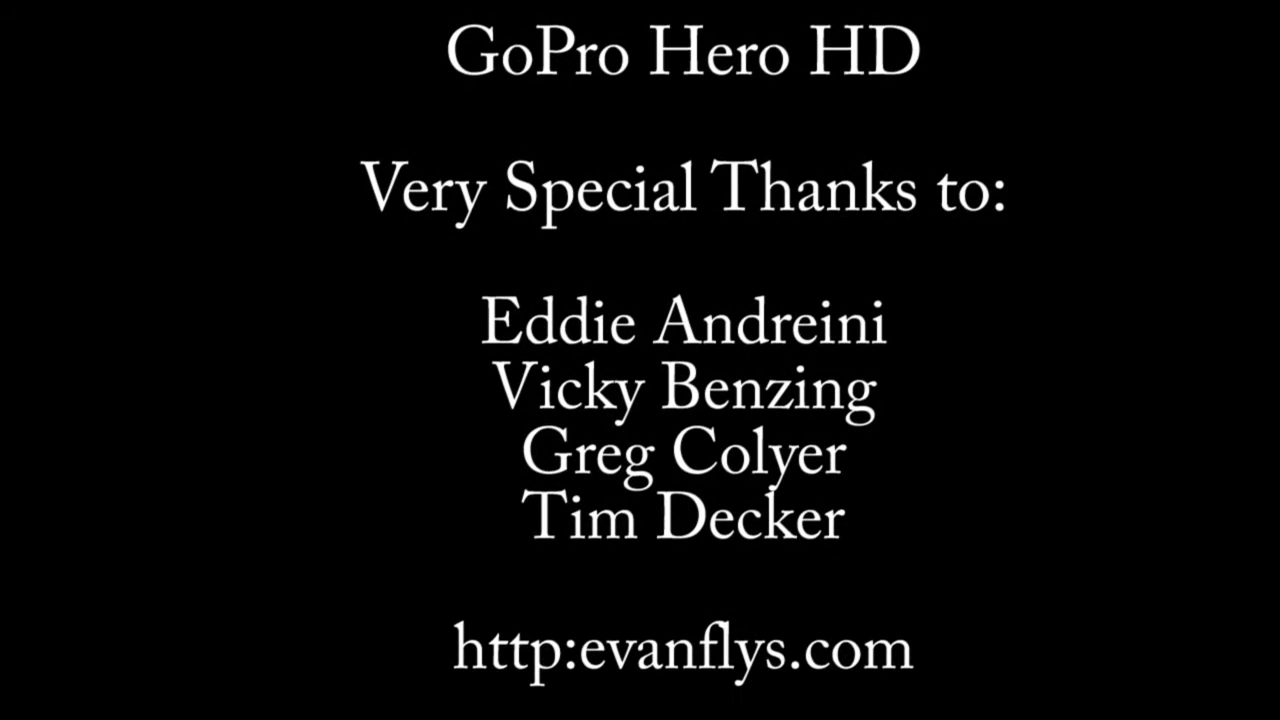 GoPro Hero HD
Very Special Thanks to:
Eddie Andreini
Vicky Benzing
Greg Colyer
Tim Decker
http:evanflys.com